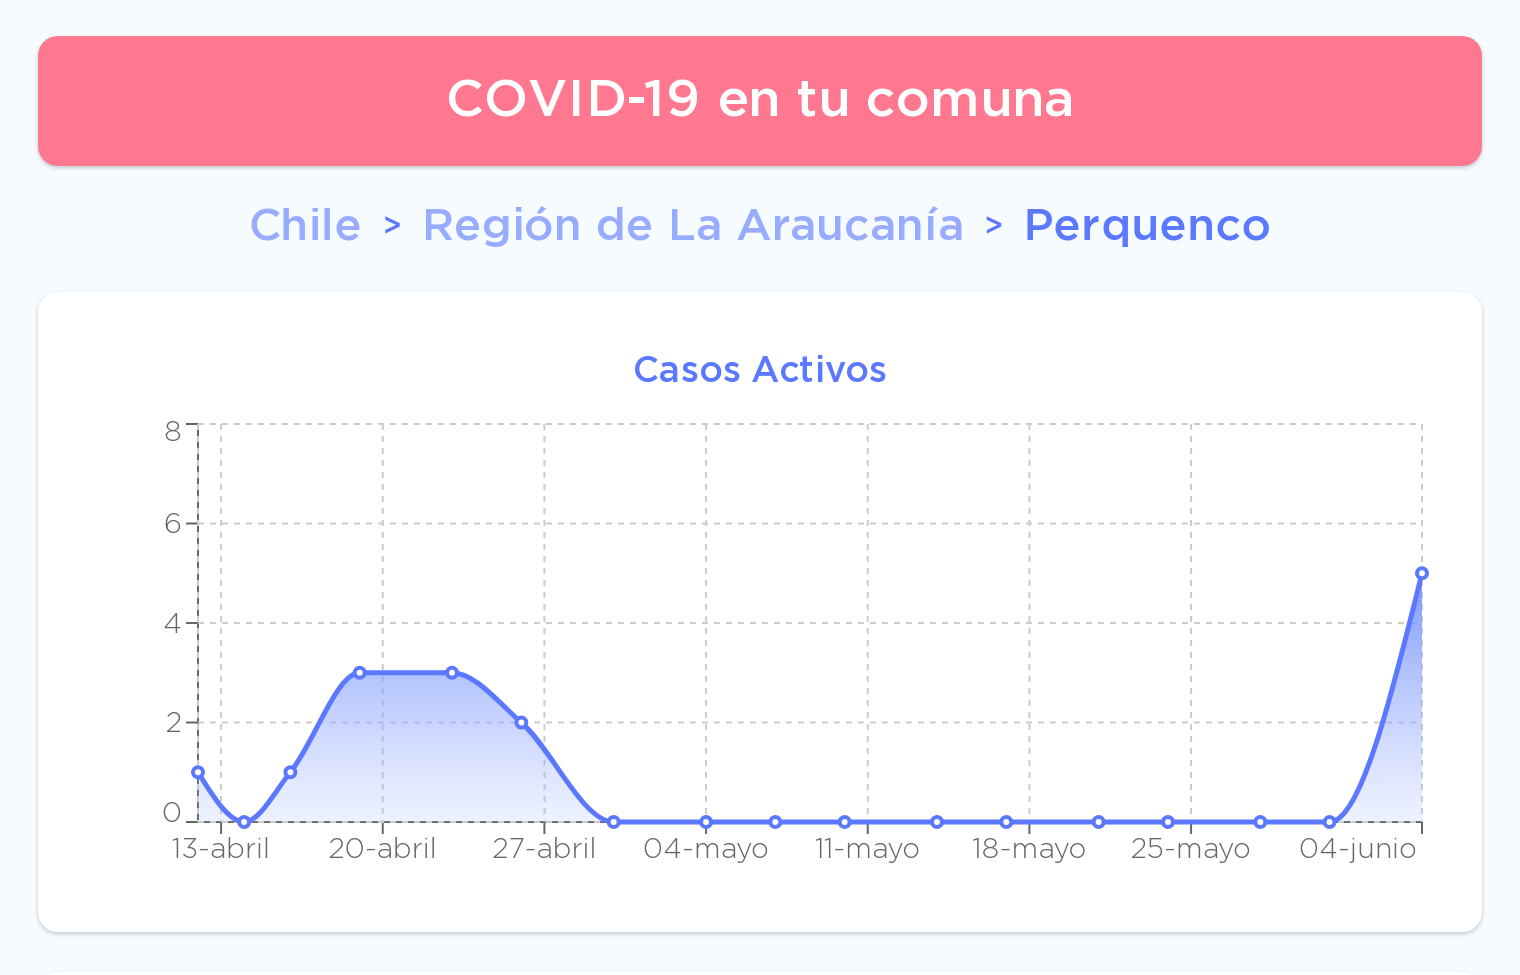 COVID-19 en tu comuna
Chile > Región de La Araucanía > Perquenco
Casos Activos
8
6
4
2
0
13-abril 20-abril 27-abril 04-mayo 11-mayo 18-mayo 25-mayo 04-junio